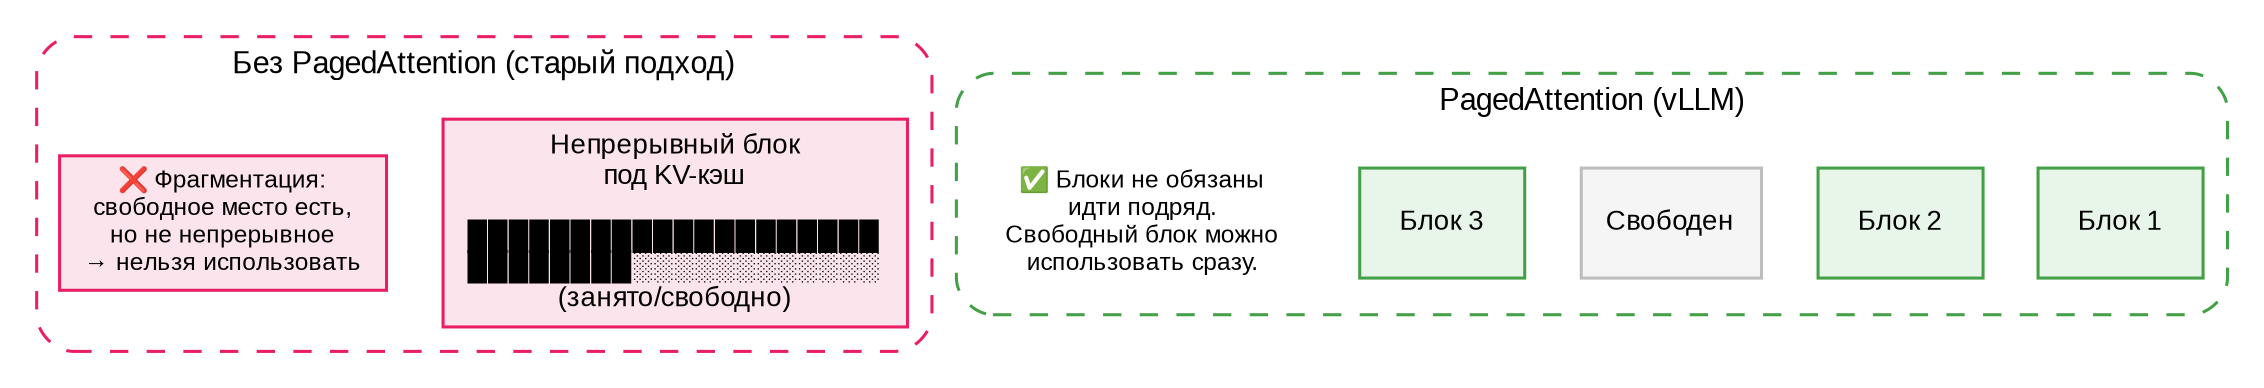 Без PagedAttention (старый подход)
❌ Фрагментация:
свободное место есть,
но не непрерывное
→ нельзя использовать
Непрерывный блок
под KV-кэш
████████████████████
████████░░░░░░░░░░░░
(занято/свободно)
PagedAttention (vLLM)
✅ Блоки не обязаны
идти подряд.
Свободный блок можно
использовать сразу.
Блок 3
Свободен
Блок 2
Блок 1